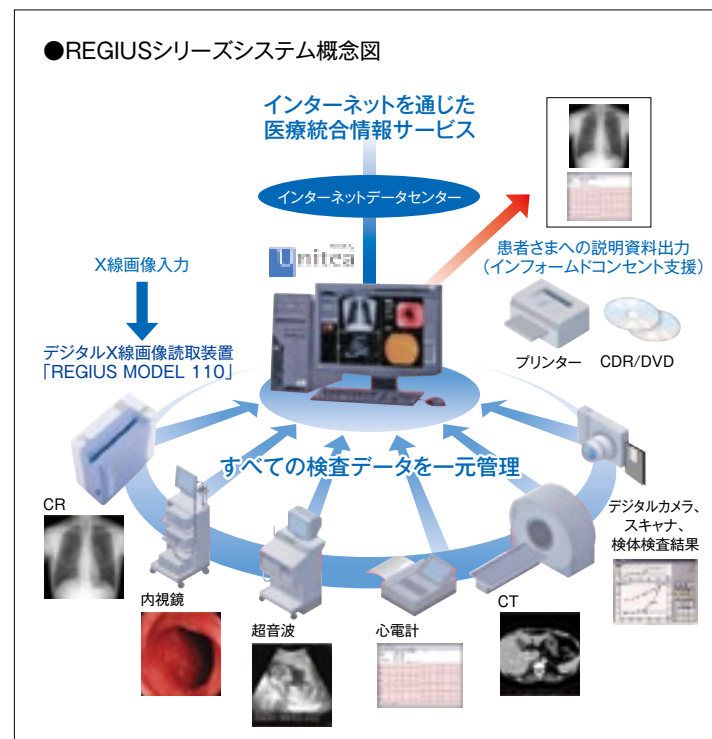 ●REGIUSシリーズシステム概念図
インターネットを通じた
医療統合情報サービス
インターネットデータセンター
Unitea
患者さまへの説明資料出力
（インフォームドコンセント支援）
プリンター
CDR/DVD
X線画像入力
デジタルX線画像読取装置
「REGIUS MODEL 110」
すべての検査データを一元管理
CR
内視鏡
超音波
心電計
CT
デジタルカメラ、
スキャナ、
検体検査結果